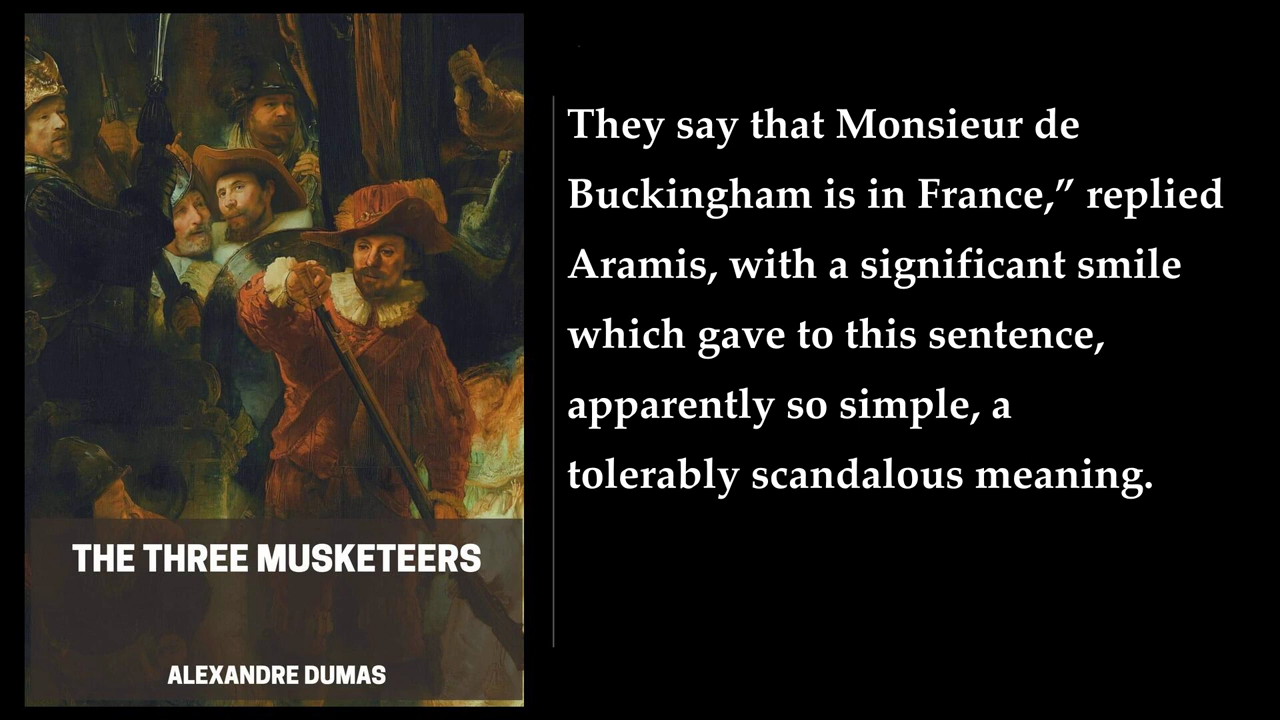 They say that Monsieur de
Buckingham is in France,” replied
Aramis, with a significant smile
which gave to this sentence,
apparently so simple, a
tolerably scandalous meaning.
THE THREE MUSKETEERS
ALEXANDRE DUMAS